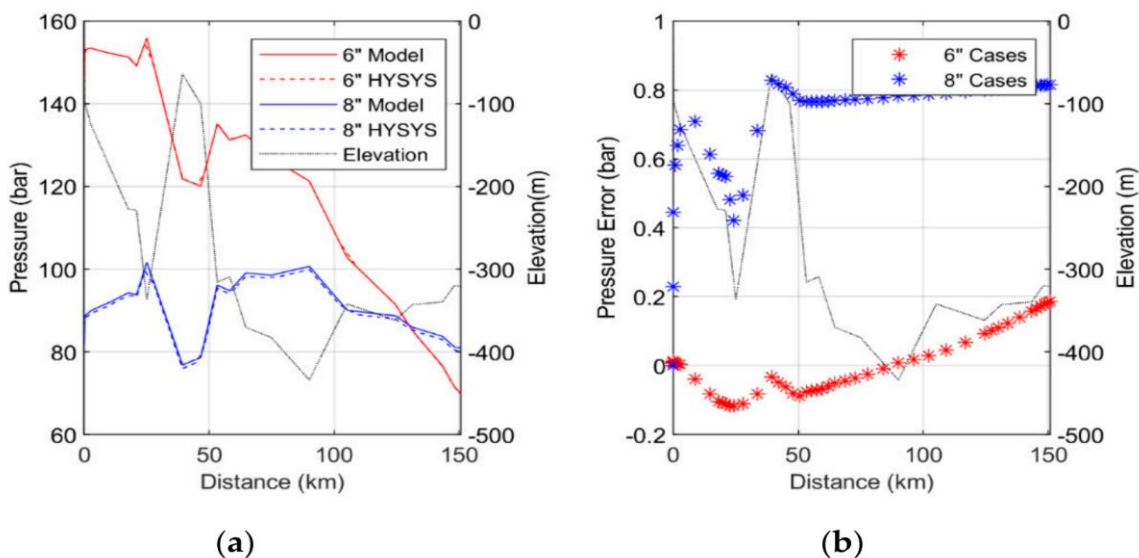 160
140
120
100
80
60
Pressure (bar)
0
50
100
150
Distance (km)
-0
-100
-200
-300
-400
-500
Elevation(m)
6" Model
6" HYSYS
8" Model
8" HYSYS
Elevation
(a)
1
0.8
0.6
0.4
0.2
0
-0.2
Pressure Error (bar)
0
50
100
150
Distance (km)
-0
-100
-200
-300
-400
-500
Elevation (m)
6" Cases
8" Cases
(b)